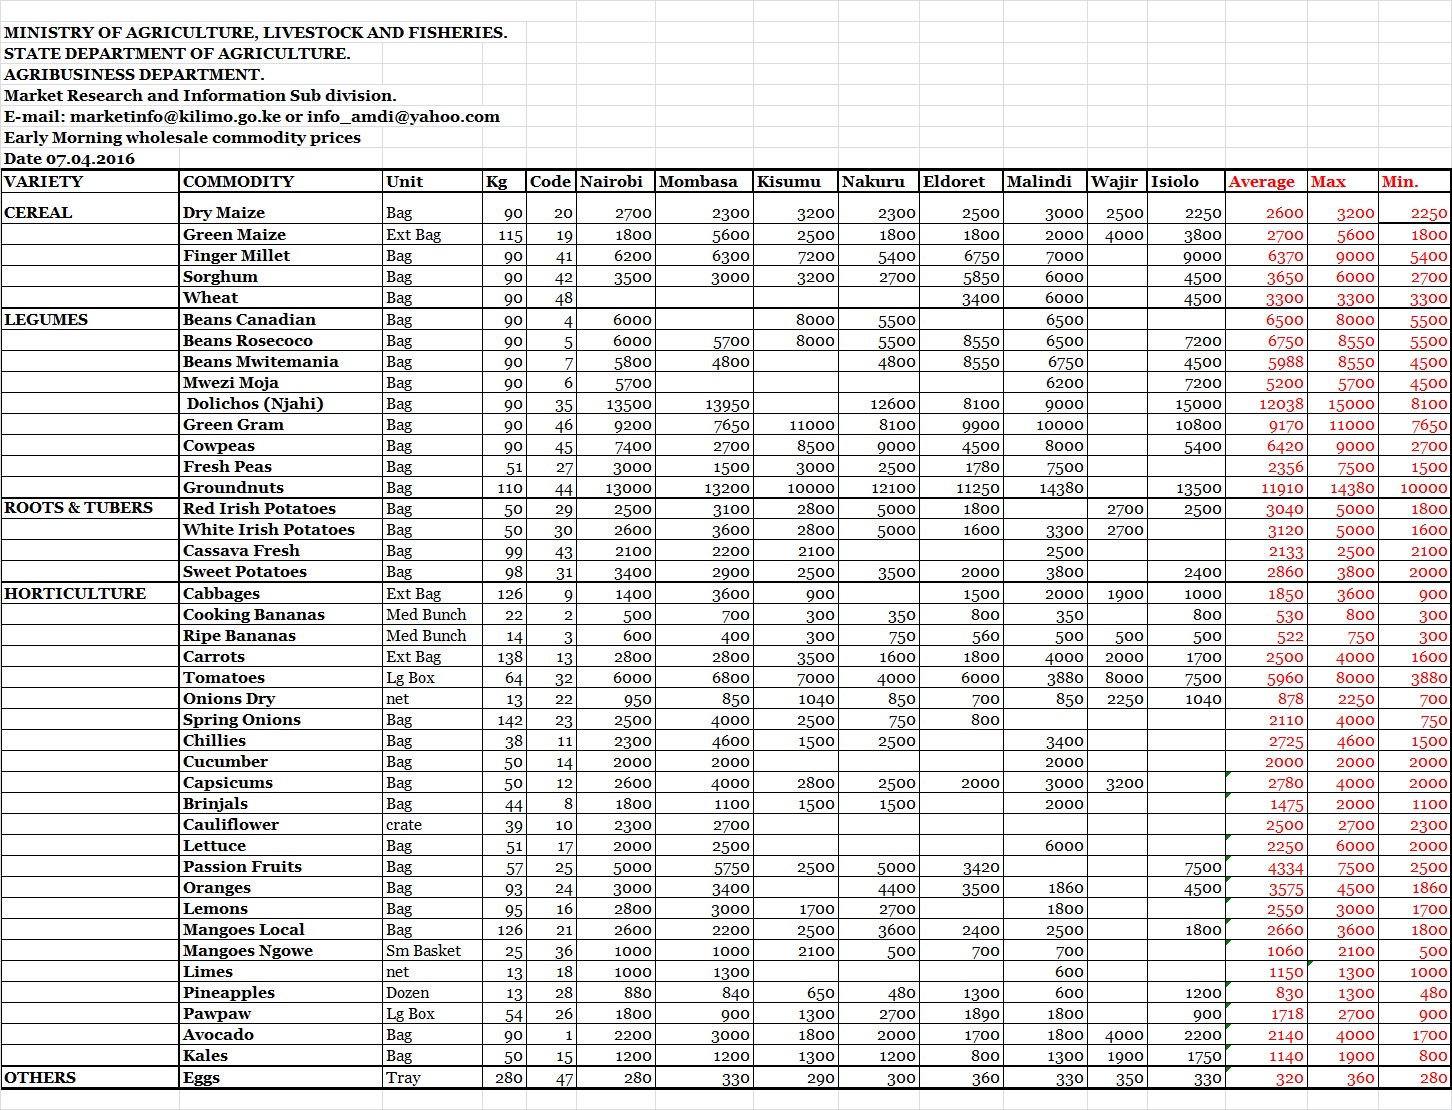 MINISTRY OF AGRICULTURE, LIVESTOCK AND FISHERIES.
STATE DEPARTMENT OF AGRICULTURE.
AGRIBUSINESS DEPARTMENT.
Market Research and Information Sub division.
E-mail: marketinfo@kilimo.go.ke or info_amdi@yahoo.com
Early Morning wholesale commodity prices
Date 07.04.2016
VARIETY COMMODITY Unit Kg Code Nairobi Mombasa Kisumu Nakuru Eldoret Malindi Wajir Isiolo Average Max Min.
CEREAL Dry Maize Bag 90 20 2700 2300 3200 2300 2500 3000 2500 2250 2600 3200 2250
Green Maize Ext Bag 115 19 1800 5600 2500 1800 1800 2000 4000 3800 2700 5600 1800
Finger Millet Bag 90 41 6200 6300 7200 5400 6750 7000 9000 6370 9000 5400
Sorghum Bag 90 42 3500 3000 3200 2700 5850 6000 4500 3650 6000 2700
Wheat Bag 90 48 3400 6000 4500 3300 3300 3300
LEGUMES Beans Canadian Bag 90 4 6000 8000 5500 6500 6500 8000 5500
Beans Rosecoco Bag 90 5 6000 5700 8000 5500 8550 6500 7200 6750 8550 5500
Beans Mwitemania Bag 90 7 5800 4800 4800 8550 6750 4500 5988 8550 4500
Mwezi Moja Bag 90 6 5700 6200 7200 5200 5700 4500
Dolichos (Njahi) Bag 90 35 13500 13950 12600 8100 9000 15000 12038 15000 8100
Green Gram Bag 90 46 9200 7650 11000 8100 9900 10000 10800 9170 11000 7650
Cowpeas Bag 90 45 7400 2700 8500 9000 4500 8000 5400 6420 9000 2700
Fresh Peas Bag 51 27 3000 1500 3000 2500 1780 7500 2356 7500 1500
Groundnuts Bag 110 44 13000 13200 10000 12100 11250 14380 13500 11910 14380 10000
ROOTS & TUBERS Red Irish Potatoes Bag 50 29 2500 3100 2800 5000 1800 2700 2500 3040 5000 1800
White Irish Potatoes Bag 50 30 2600 3600 2800 5000 1600 3300 2700 3120 5000 1600
Cassava Fresh Bag 99 43 2100 2200 2100 2500 2133 2500 2100
Sweet Potatoes Bag 98 31 3400 2900 2500 3500 2000 3800 2400 2860 3800 2000
HORTICULTURE Cabbages Ext Bag 126 9 1400 3600 900 1500 2000 1900 1000 1850 3600 900
Cooking Bananas Med Bunch 22 2 500 700 300 350 800 350 800 530 800 300
Ripe Bananas Med Bunch 14 3 600 400 300 750 560 500 500 500 522 750 300
Carrots Ext Bag 138 13 2800 2800 3500 1600 1800 4000 2000 1700 2500 4000 1600
Tomatoes Lg Box 64 32 6000 6800 7000 4000 6000 3880 8000 7500 5960 8000 3880
Onions Dry net 13 22 950 850 1040 850 700 850 2250 1040 878 2250 700
Spring Onions Bag 142 23 2500 4000 2500 750 800 2110 4000 750
Chillies Bag 38 11 2300 4600 1500 2500 3400 2725 4600 1500
Cucumber Bag 50 14 2000 2000 2000 2000 2000 2000
Capsicums Bag 50 12 2600 4000 2800 2500 2000 3000 3200 2780 4000 2000
Brinjals Bag 44 8 1800 1100 1500 1500 2000 1475 2000 1100
Cauliflower crate 39 10 2300 2700 2500 2700 2300
Lettuce Bag 51 17 2000 2500 6000 2250 6000 2000
Passion Fruits Bag 57 25 5000 5750 2500 5000 3420 7500 4334 7500 2500
Oranges Bag 93 24 3000 3400 4400 3500 1860 4500 3575 4500 1860
Lemons Bag 95 16 2800 3000 1700 2700 1800 2550 3000 1700
Mangoes Local Bag 126 21 2600 2200 2500 3600 2400 2500 1800 2660 3600 1800
Mangoes Ngowe Sm Basket 25 36 1000 1000 2100 500 700 700 1060 2100 500
Limes net 13 18 1000 1300 600 1150 1300 1000
Pineapples Dozen 13 28 880 840 650 480 1300 600 1200 830 1300 480
Pawpaw Lg Box 54 26 1800 900 1300 2700 1890 1800 900 1718 2700 900
Avocado Bag 90 1 2200 3000 1800 2000 1700 1800 4000 2200 2140 4000 1700
Kales Bag 50 15 1200 1200 1300 1200 800 1300 1900 1750 1140 1900 800
OTHERS Eggs Tray 280 47 280 330 290 300 360 330 350 330 320 360 280